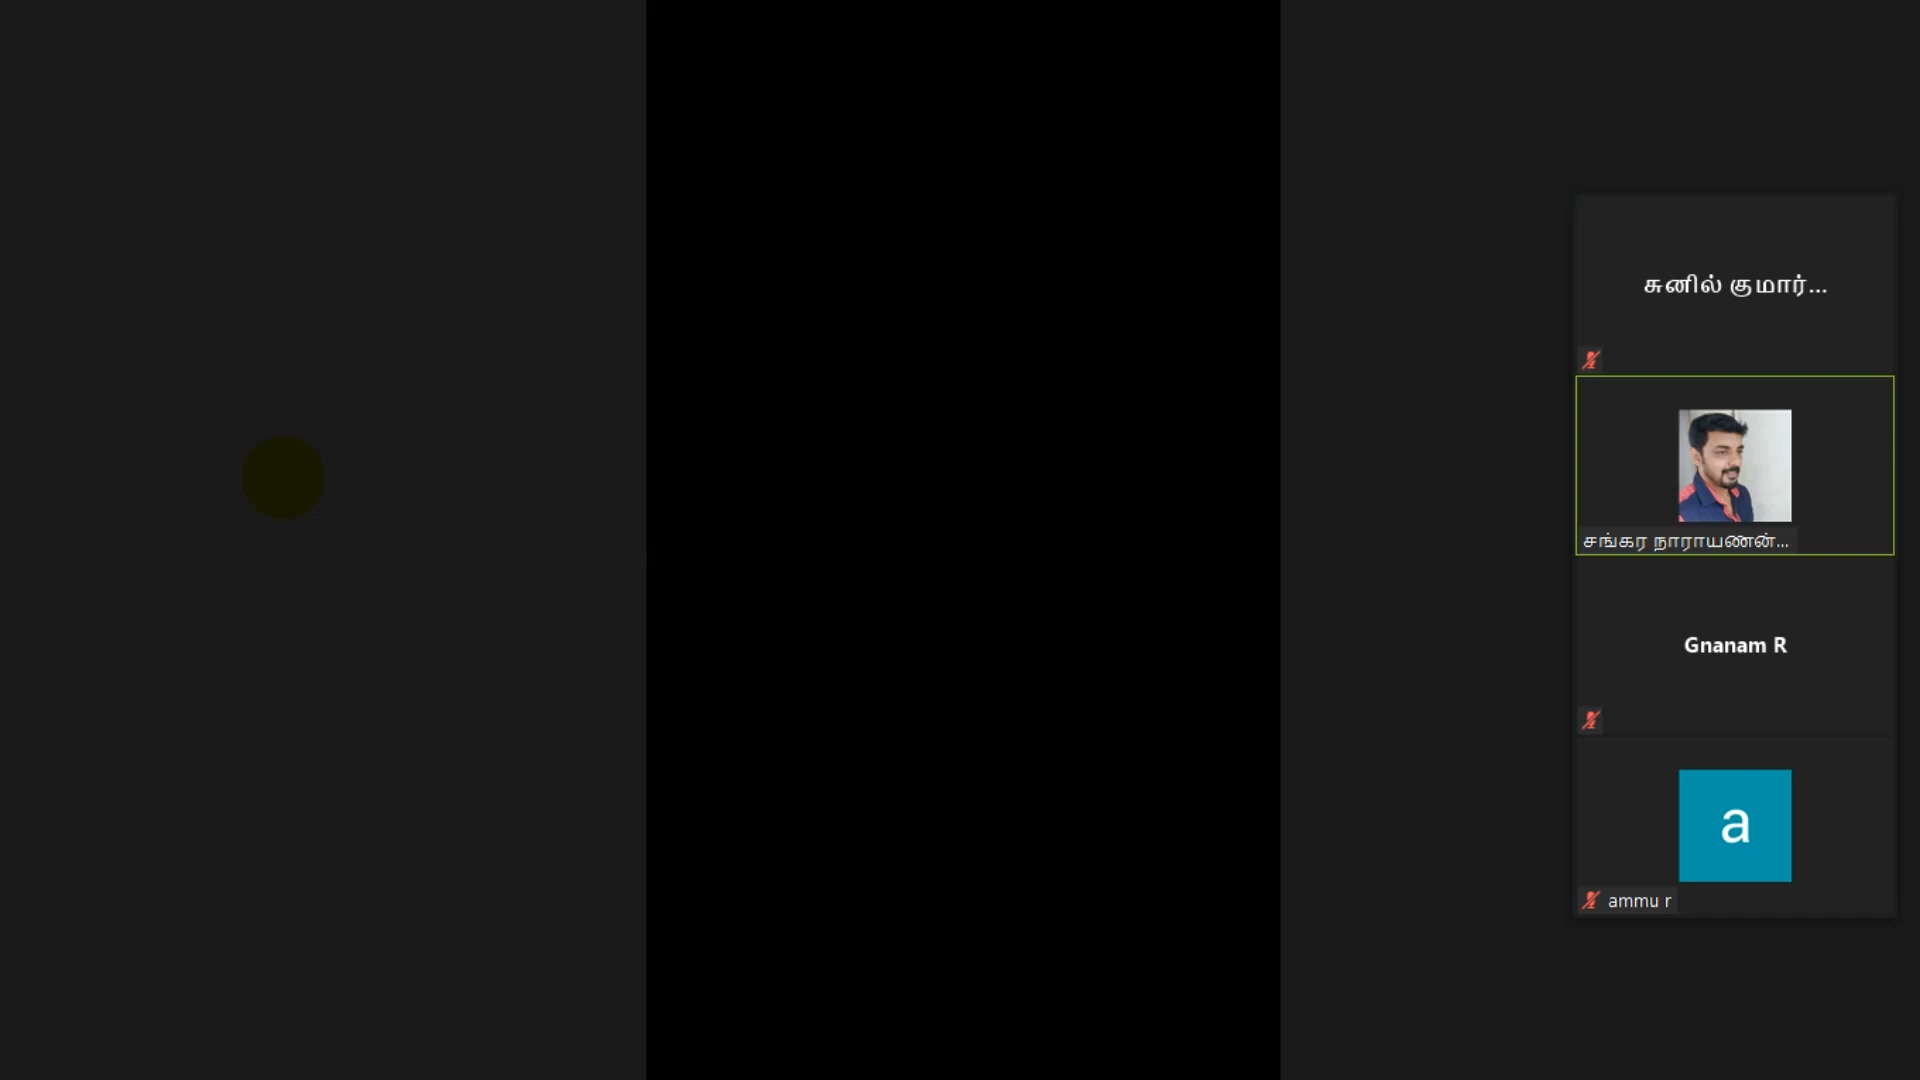 சுனில் குமார்...
சங்கர நாராயணன்...
Gnanam R
a
ammu r